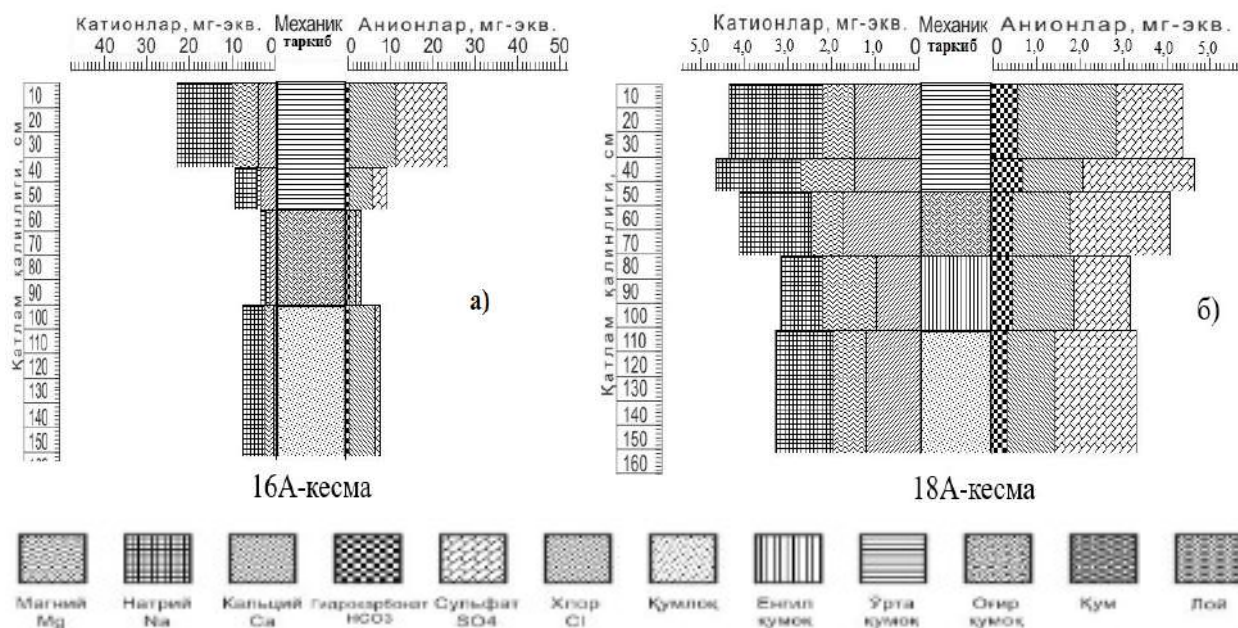 Катионлар, мг-экв. Механик таркиб Анионлар, мг-экв.
40 30 20 10 0 0 10 20 30 40 50
Қатлам қалинлиги, см
10
20
30
40
50
60
70
80
90
100
110
120
130
140
150
а)
16А-кесма
Катионлар, мг-экв. Механик таркиб Анионлар, мг-экв.
5,0 4,0 3,0 2,0 1,0 0 0 1,0 2,0 3,0 4,0 5,0
Қатлам қалинлиги, см
10
20
30
40
50
60
70
80
90
100
110
120
130
140
150
160
б)
18А-кесма
Магний Mg
Натрий Na
Кальций Ca
Гидрокарбонат HCO3
Сульфат SO4
Хлор Cl
Қумлоқ
Енгил қумоқ
Ўрта қумоқ
Оғир қумоқ
Қум
Лой